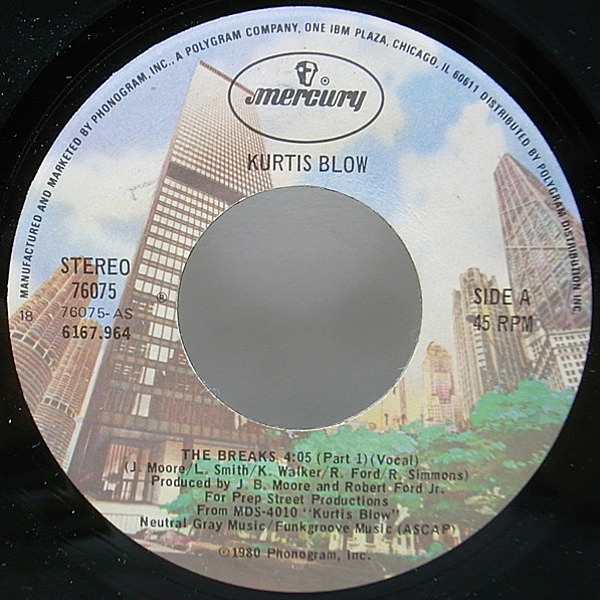 MANUFACTURED AND MARKETED BY PHONOGRAM, INC., A POLYGRAM COMPANY, ONE IBM PLAZA, CHICAGO, IL 60611 DISTRIBUTED BY POLYGRAM DISTRIBUTION INC
mercury ®
KURTIS BLOW
STEREO
76075 ®
18 76075-AS
6167.964
SIDE A
45 RPM
THE BREAKS 4:05 (Part 1) (Vocal)
(J. Moore/L. Smith/K. Walker/R. Ford/R. Simmons)
Produced by J. B. Moore and Robert Ford Jr.
For Prep Street Productions
From MDS-4010 "Kurtis Blow"
Neutral Gray Music/Funkgroove Music (ASCAP)
℗1980 Phonogram, Inc.